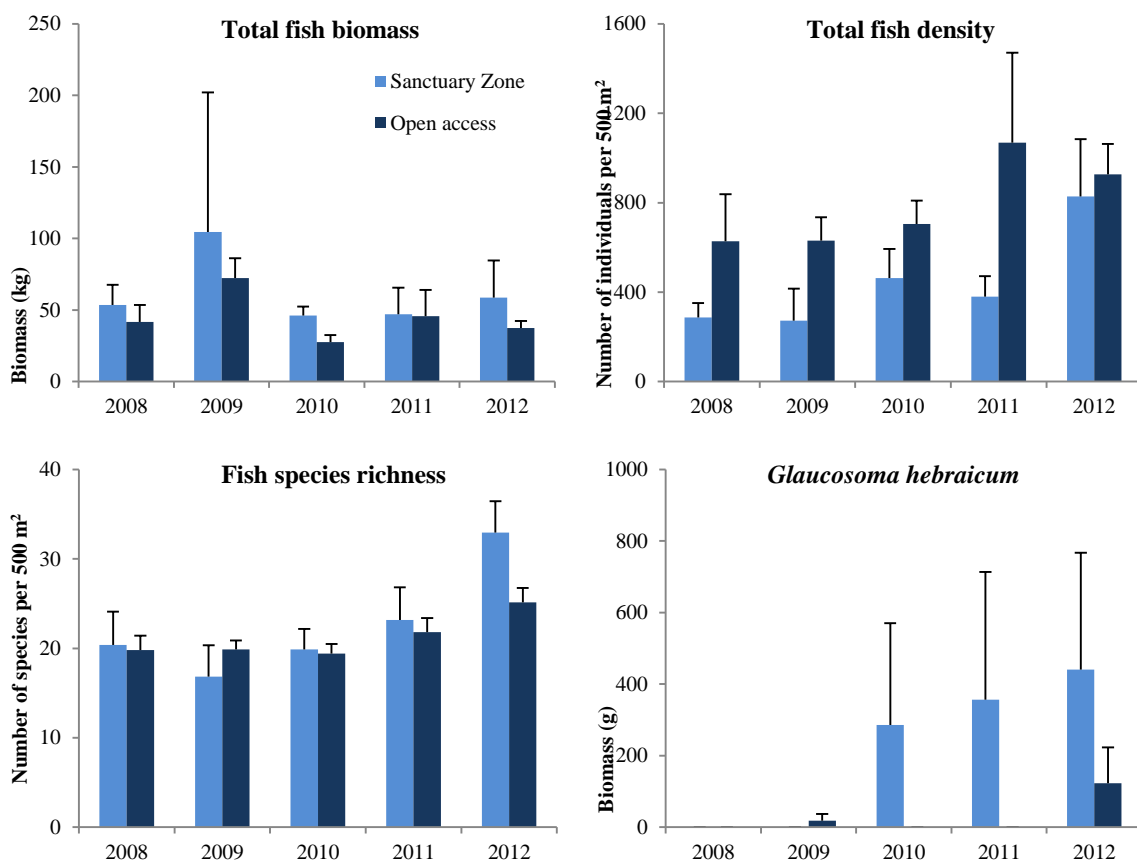 Total fish biomass
Biomass (kg)
250
200
150
100
50
0
Sanctuary Zone
Open access
2008 2009 2010 2011 2012
Total fish density
Number of individuals per 500 m²
1600
1200
800
400
0
2008 2009 2010 2011 2012
Fish species richness
Number of species per 500 m²
40
30
20
10
0
2008 2009 2010 2011 2012
Glaucosoma hebraicum
Biomass (g)
1000
800
600
400
200
0
2008 2009 2010 2011 2012